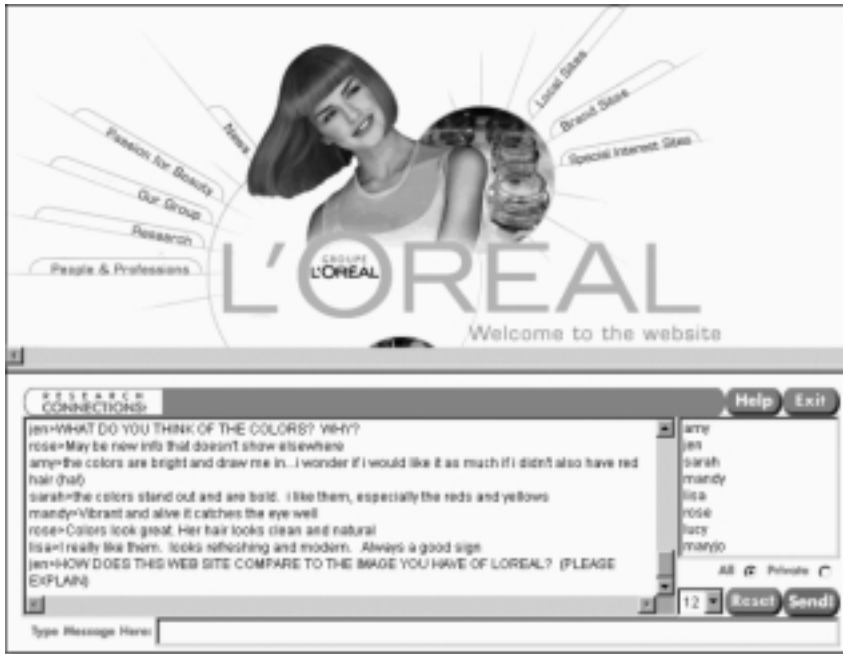 News
Passion for Beauty
Our Group
Research
People & Professions
Local Sites
Brand Sites
Special Interest Sites
GROUPE
L'ORÉAL
L'OREAL
Welcome to the website
RESEARCH
CONNECTIONS!
Help Exit
jen>WHAT DO YOU THINK OF THE COLORS? WHY?
rose>May be new info that doesn't show elsewhere
amy>the colors are bright and draw me in...i wonder if i would like it as much if i didn't also have red
hair (ha!)
sarah>the colors stand out and are bold. i like them, especially the reds and yellows
mandy>Vibrant and alive it catches the eye well
rose>Colors look great. Her hair looks clean and natural
lisa>I really like them. looks refreshing and modern. Always a good sign
jen>HOW DOES THIS WEB SITE COMPARE TO THE IMAGE YOU HAVE OF LOREAL? (PLEASE
EXPLAIN)
amy
jen
sarah
mandy
lisa
rose
lucy
maryjo
All Private
12 Reset Send!
Type Message Here: